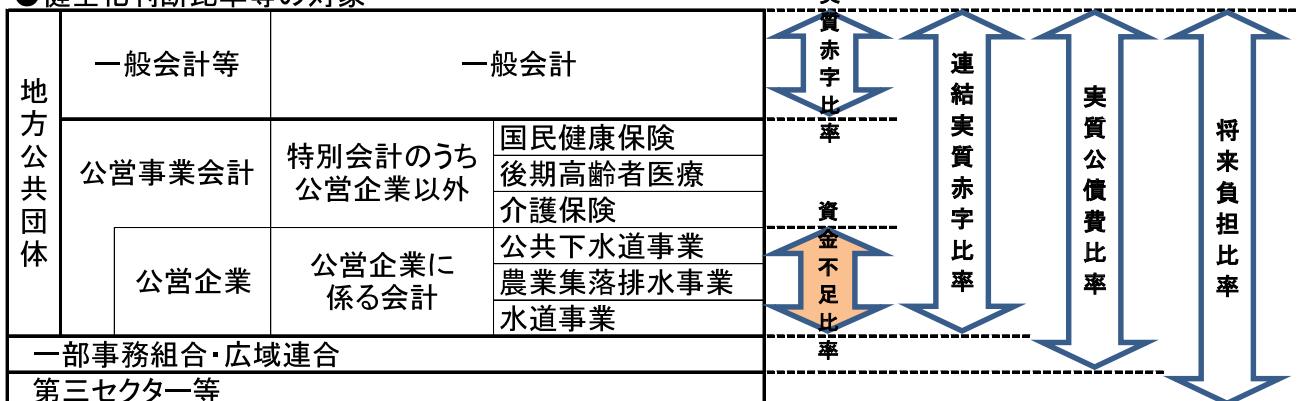 ●健全化判断比率等の対象
地方公共団体
一般会計等
一般会計
公営事業会計
特別会計のうち
公営企業以外
国民健康保険
後期高齢者医療
介護保険
公営企業
公営企業に
係る会計
公共下水道事業
農業集落排水事業
水道事業
一部事務組合・広域連合
第三セクター等
実質赤字比率
資金不足比率
連結実質赤字比率
実質公債費比率
将来負担比率